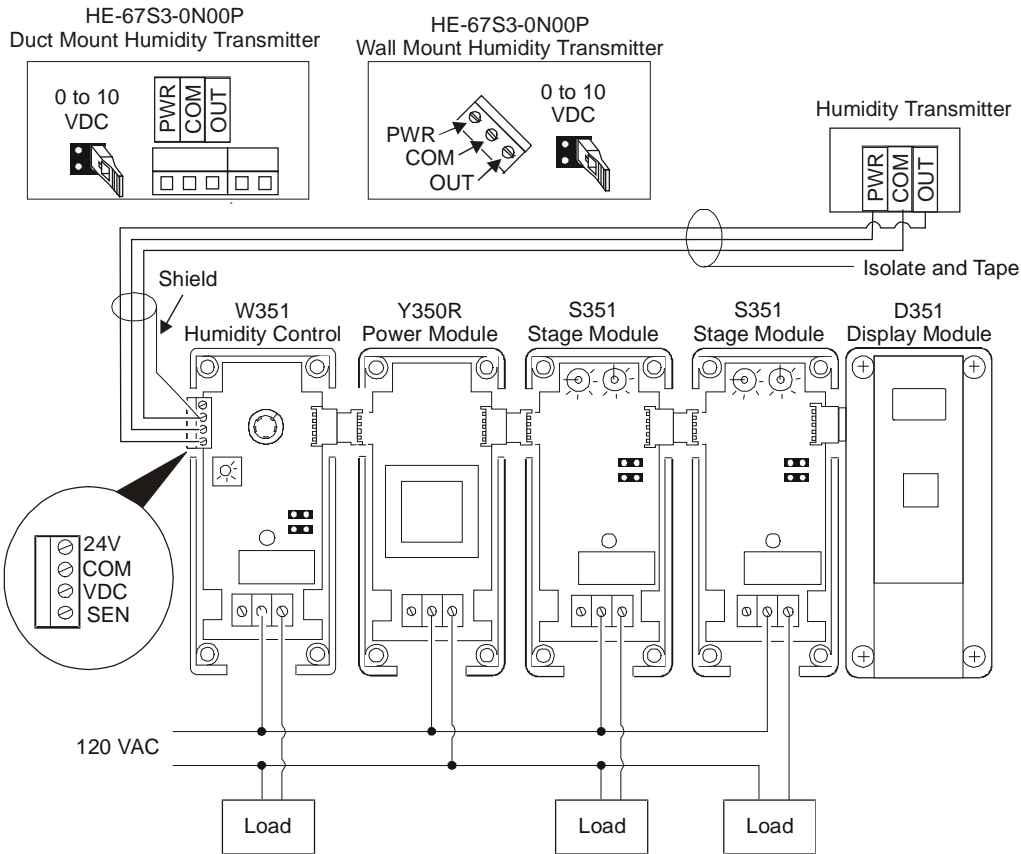 HE-67S3-0N00P
Duct Mount Humidity Transmitter
0 to 10
VDC
PWR
COM
OUT
HE-67S3-0N00P
Wall Mount Humidity Transmitter
PWR
COM
OUT
0 to 10
VDC
Humidity Transmitter
PWR
COM
OUT
Isolate and Tape
Shield
W351
Humidity Control
Y350R
Power Module
S351
Stage Module
S351
Stage Module
D351
Display Module
24V
COM
VDC
SEN
120 VAC
Load
Load
Load